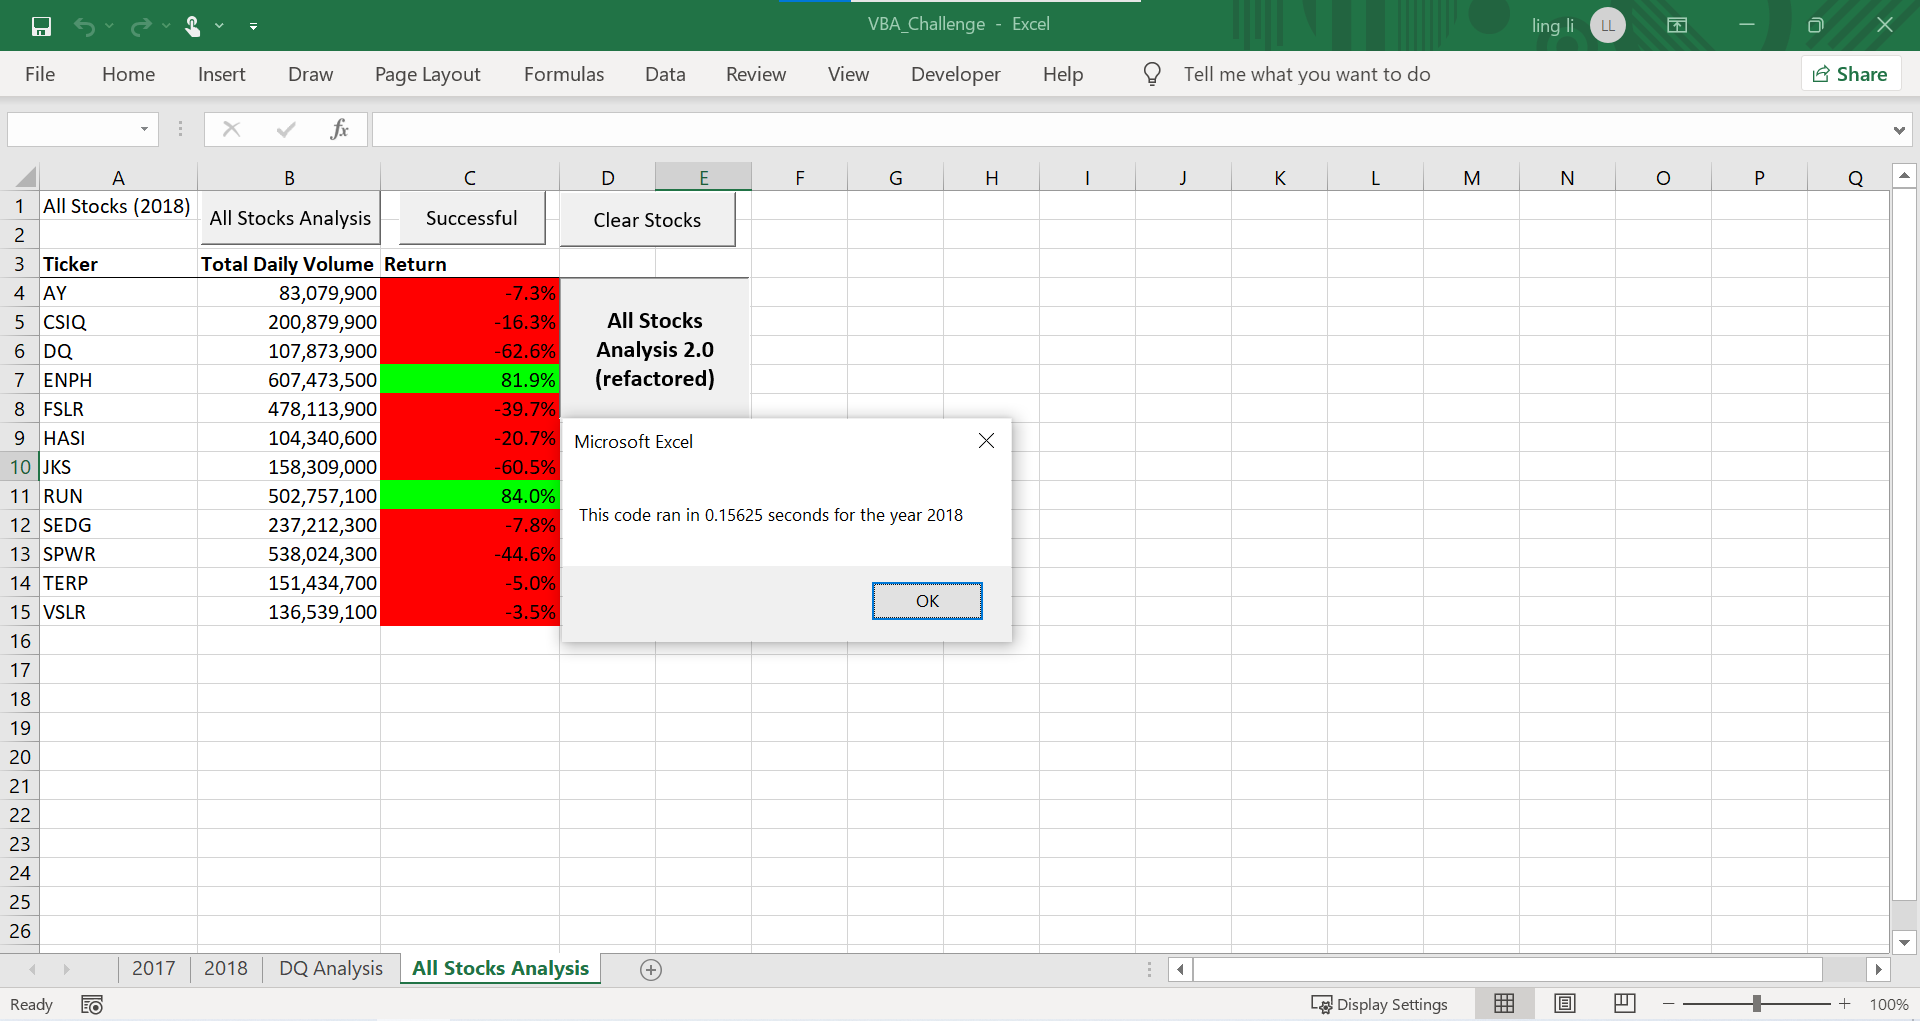 VBA_Challenge - Excel
ling li
LL
File Home Insert Draw Page Layout Formulas Data Review View Developer Help Tell me what you want to do Share
fx
A B C D E F G H I J K L M N O P Q
1 All Stocks (2018)
All Stocks Analysis
Successful
Clear Stocks
2
3 Ticker Total Daily Volume Return
4 AY 83,079,900 -7.3%
5 CSIQ 200,879,900 -16.3%
6 DQ 107,873,900 -62.6%
7 ENPH 607,473,500 81.9%
8 FSLR 478,113,900 -39.7%
9 HASI 104,340,600 -20.7%
10 JKS 158,309,000 -60.5%
11 RUN 502,757,100 84.0%
12 SEDG 237,212,300 -7.8%
13 SPWR 538,024,300 -44.6%
14 TERP 151,434,700 -5.0%
15 VSLR 136,539,100 -3.5%
16
17
18
19
20
21
22
23
24
25
26
All Stocks
Analysis 2.0
(refactored)
Microsoft Excel
This code ran in 0.15625 seconds for the year 2018
OK
2017 2018 DQ Analysis All Stocks Analysis
Ready
Display Settings
100%